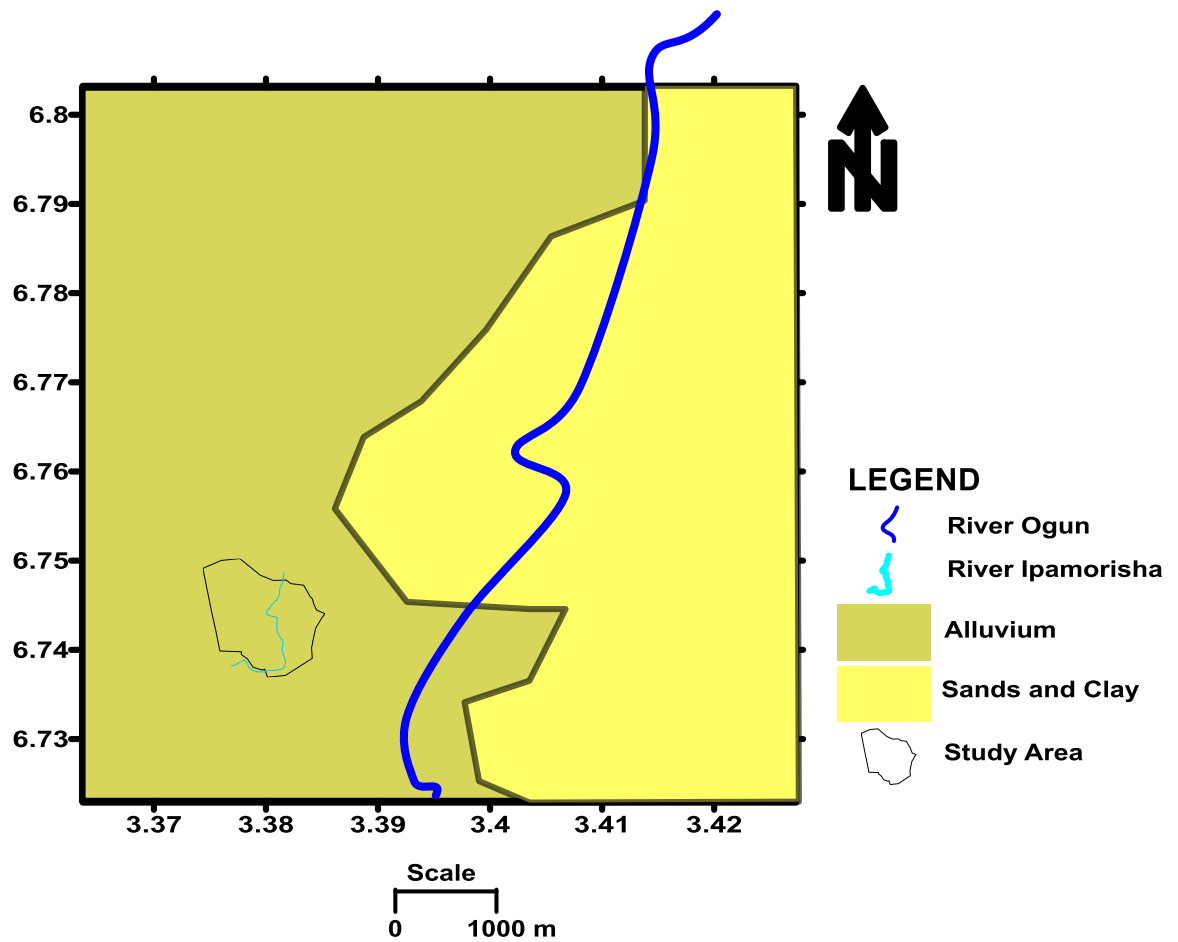 6.8
6.79
6.78
6.77
6.76
6.75
6.74
6.73
3.37 3.38 3.39 3.4 3.41 3.42
N
LEGEND
River Ogun
River Ipamorisha
Alluvium
Sands and Clay
Study Area
Scale
0 1000 m